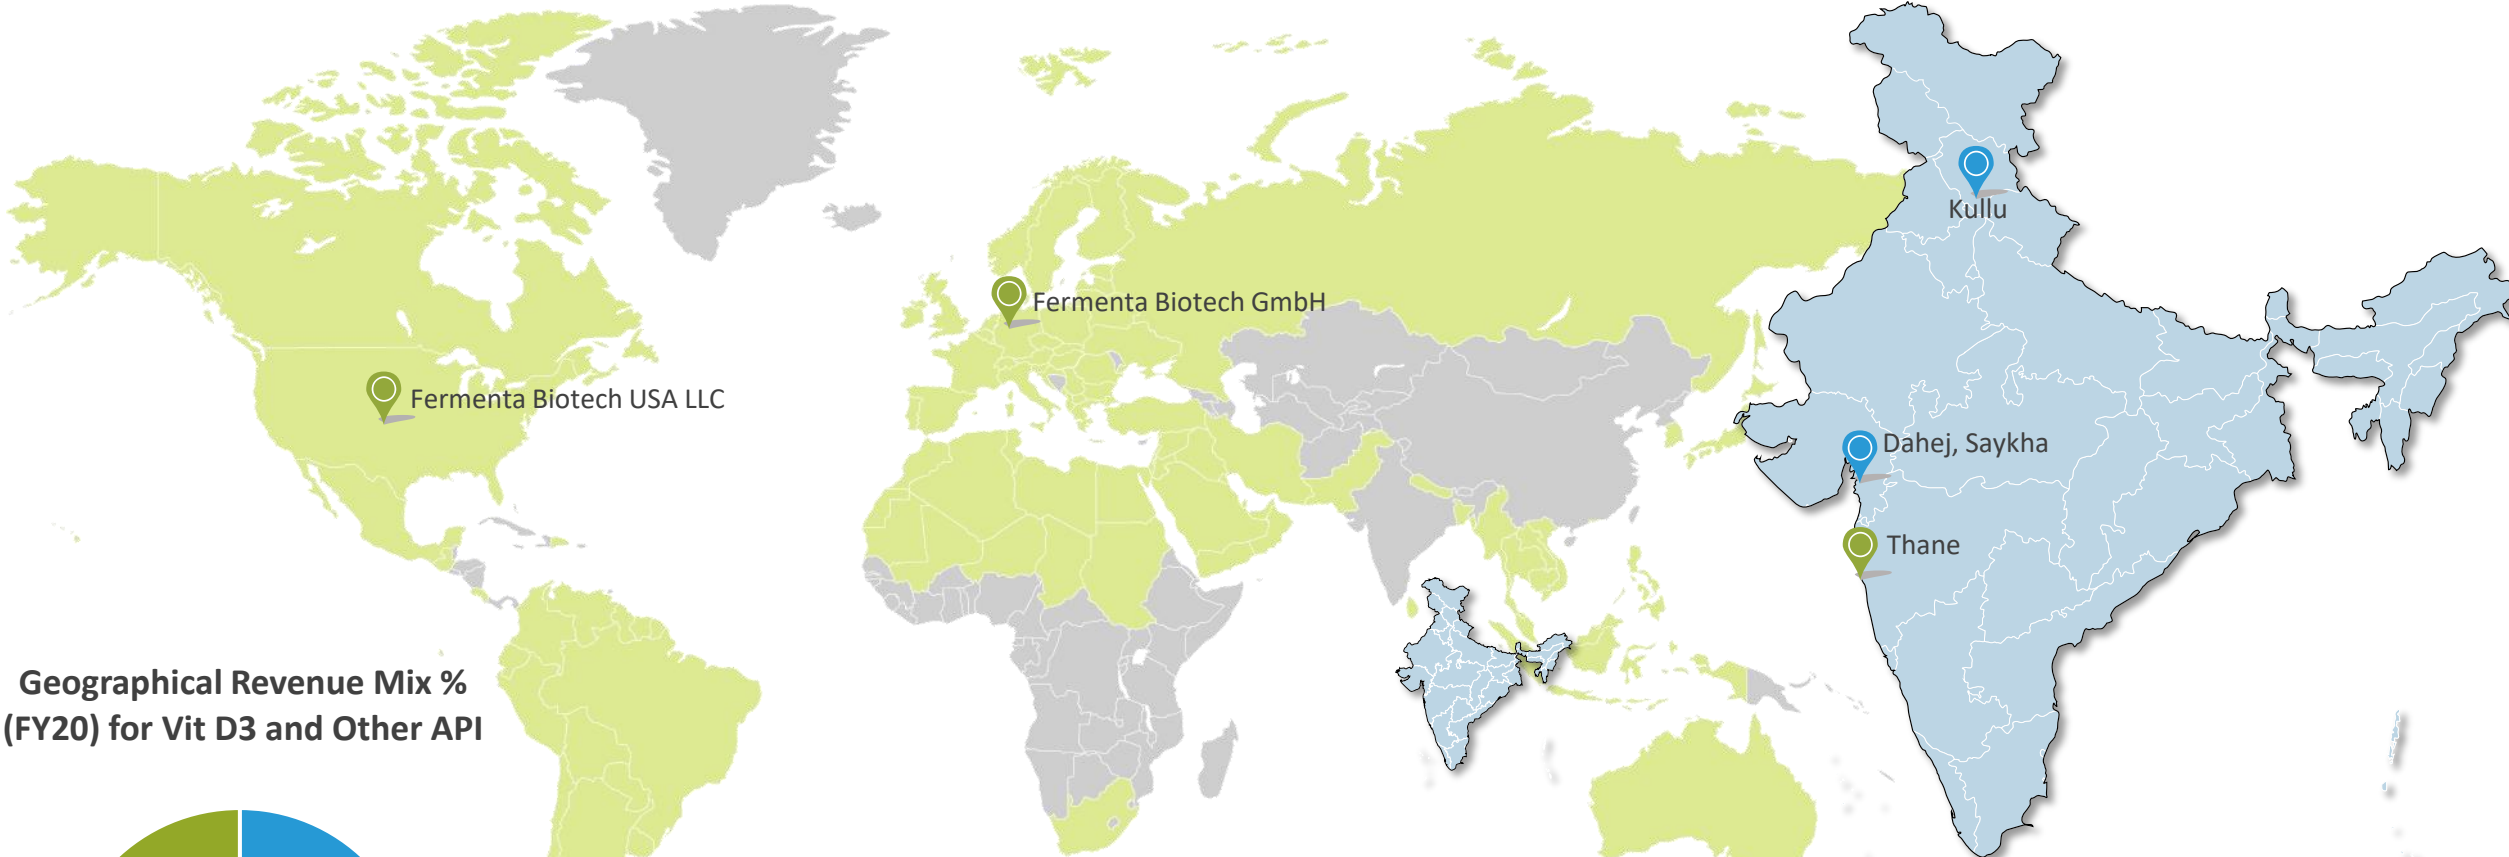 Kullu
Fermenta Biotech GmbH
Fermenta Biotech USA LLC
Dahej, Saykha
Thane
Geographical Revenue Mix %
(FY20) for Vit D3 and Other API